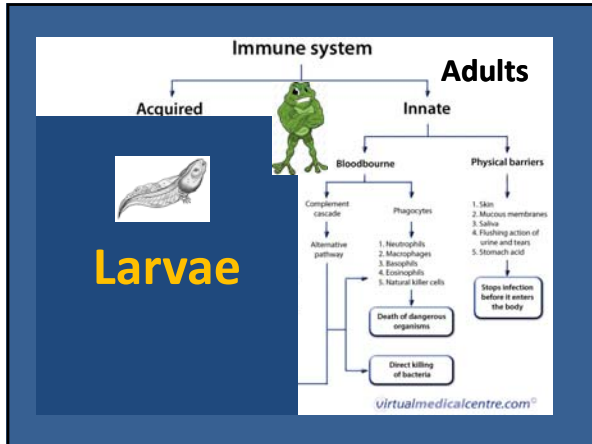 Immune system
Adults
Acquired
Innate
Larvae
Bloodbourne
Physical barriers
Complement
cascade
Phagocytes
Alternative
pathway
1. Neutrophils
2. Macrophages
3. Basophils
4. Eosinophils
5. Natural killer cells
1. Skin
2. Mucous membranes
3. Saliva
4. Flushing action of
urine and tears
5. Stomach acid
Death of dangerous
organisms
Stops infection
before it enters
the body
Direct killing
of bacteria
virtualmedicalcentre.com©